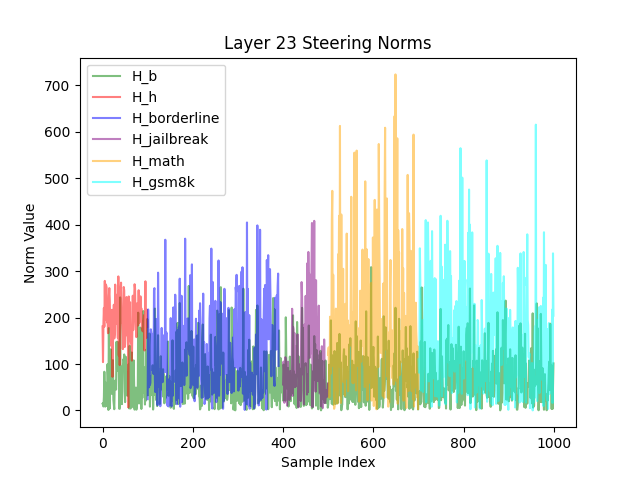 Layer 23 Steering Norms
H_b
H_h
H_borderline
H_jailbreak
H_math
H_gsm8k
Norm Value
700
600
500
400
300
200
100
0
0 200 400 600 800 1000
Sample Index